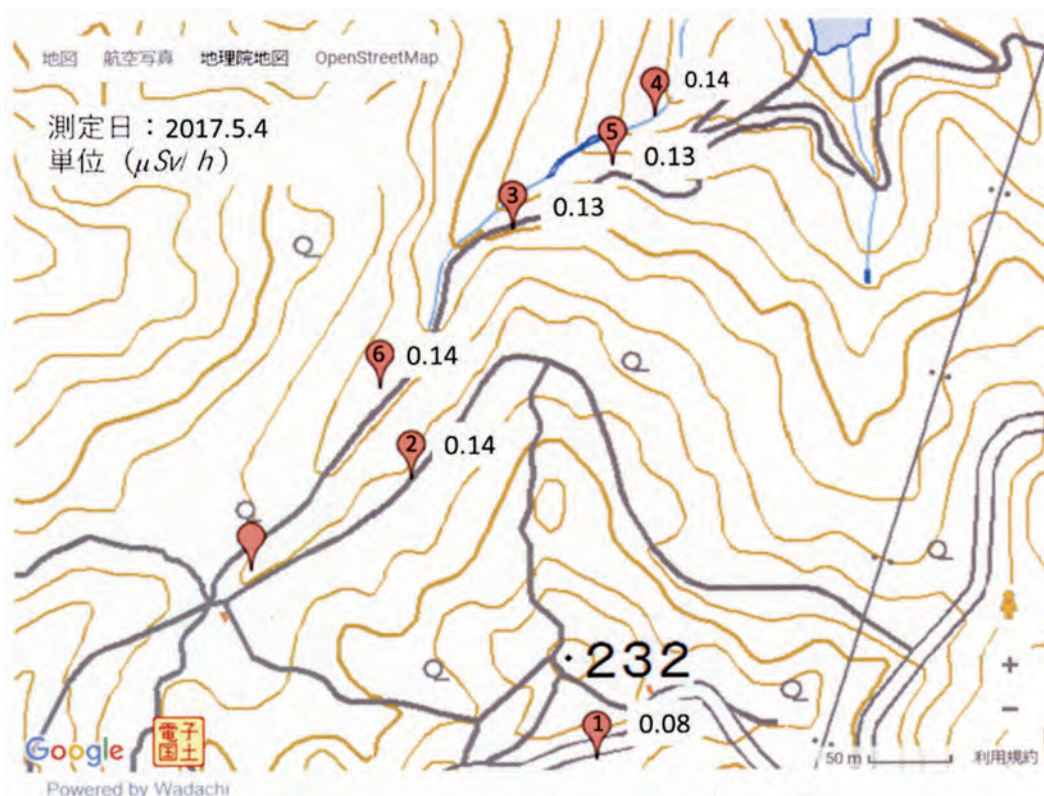 地図 航空写真 地理院地図 OpenStreetMap
測定日：2017.5.4
単位（μSv/ h）
4 0.14
5 0.13
3 0.13
6 0.14
2 0.14
232
1 0.08
Google 電子国土
50 m 利用規約
Powered by Wadachi